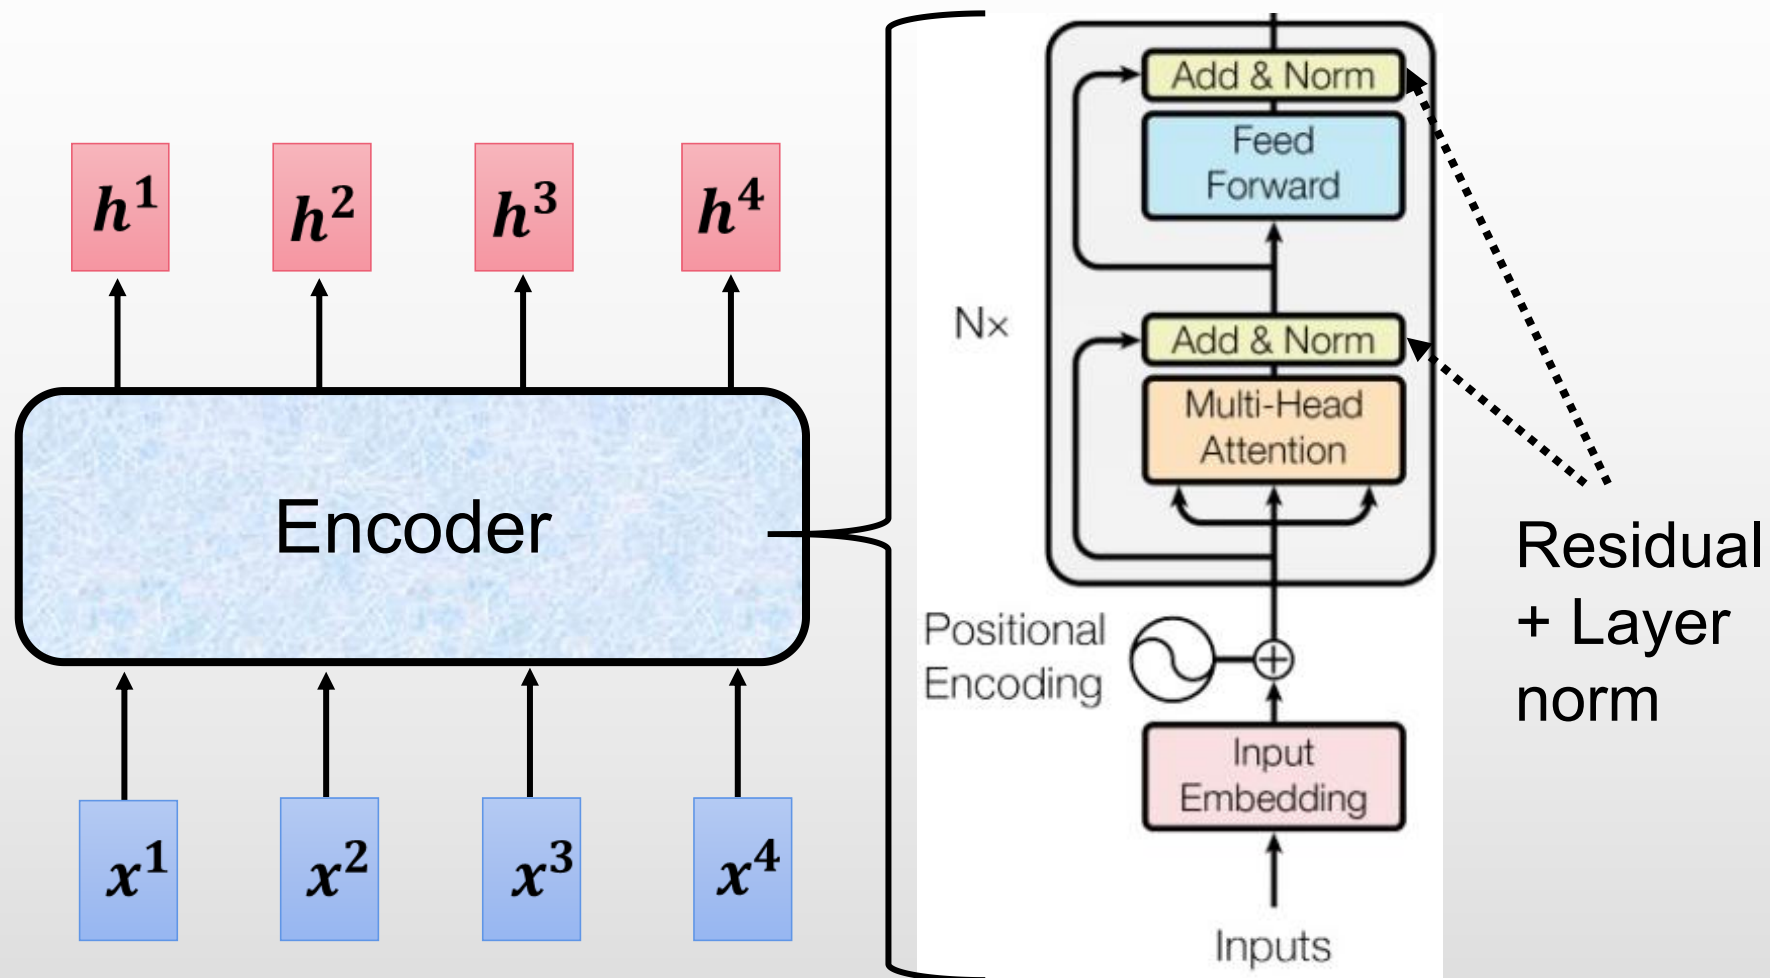 h¹ h² h³ h⁴
Encoder
x¹ x² x³ x⁴
Add & Norm
Feed
Forward
N×
Add & Norm
Multi-Head
Attention
Positional
Encoding
Input
Embedding
Inputs
Residual
+ Layer
norm